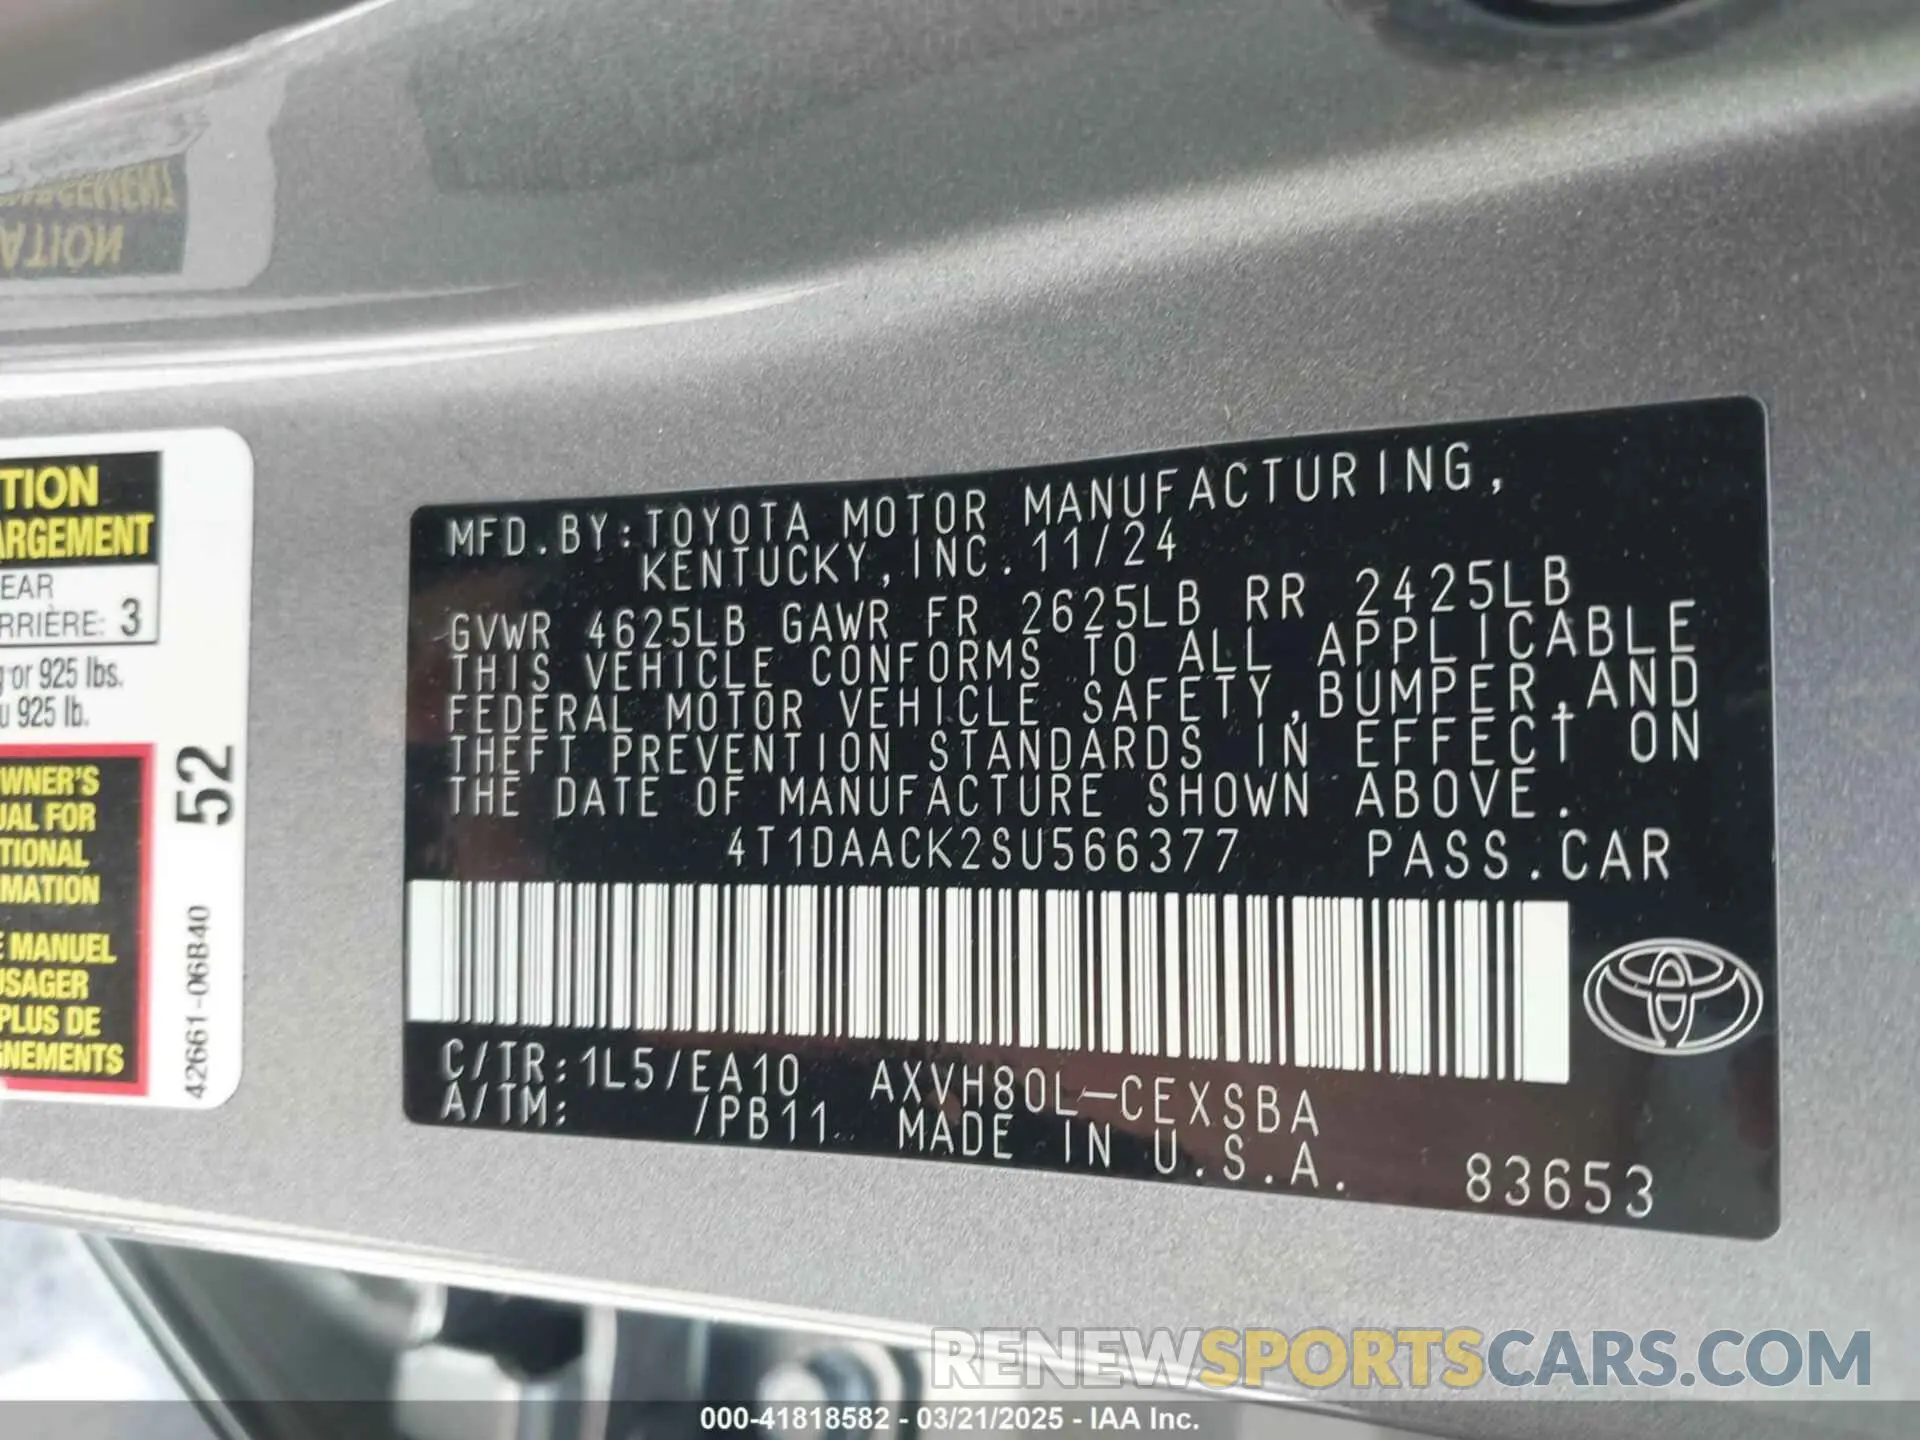 ARGEMENT
ATION
TION
ARGEMENT
EAR
RRIÈRE: 3
g or 925 lbs.
u 925 lb.
WNER'S
UAL FOR
TIONAL
MATION
E MANUEL
USAGER
PLUS DE
GNEMENTS
52
42661-06B40
MFD.BY:TOYOTA MOTOR MANUFACTURING,
KENTUCKY,INC.11/24
GVWR 4625LB GAWR FR 2625LB RR 2425LB
THIS VEHICLE CONFORMS TO ALL APPLICABLE
FEDERAL MOTOR VEHICLE SAFETY,BUMPER,AND
THEFT PREVENTION STANDARDS IN EFFECT ON
THE DATE OF MANUFACTURE SHOWN ABOVE.
4T1DAACK2SU566377 PASS.CAR
C/TR:1L5/EA10 AXVH80L-CEXSBA
A/TM: /PB11 MADE IN U.S.A.
83653
RENEWSPORTSCARS.COM
000-41818582 - 03/21/2025 - IAA Inc.